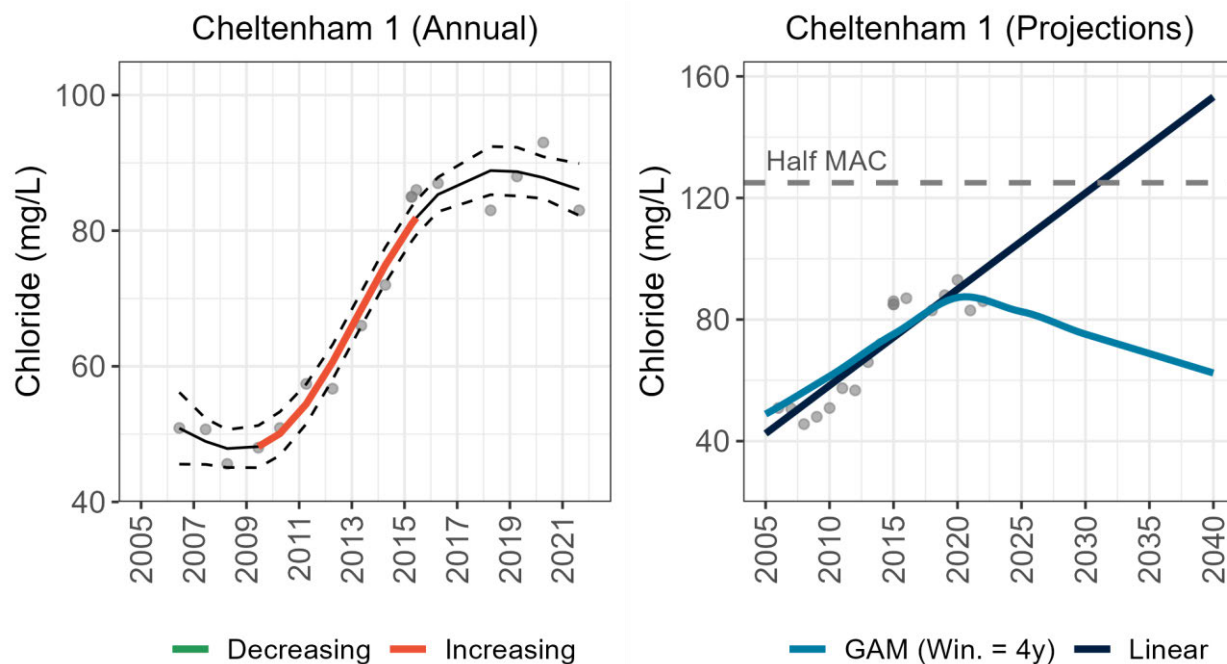 Cheltenham 1 (Annual)
Chloride (mg/L)
100
80
60
40
2005
2007
2009
2011
2013
2015
2017
2019
2021
Decreasing
Increasing
Cheltenham 1 (Projections)
Chloride (mg/L)
160
120
80
40
Half MAC
2005
2010
2015
2020
2025
2030
2035
2040
GAM (Win. = 4y)
Linear